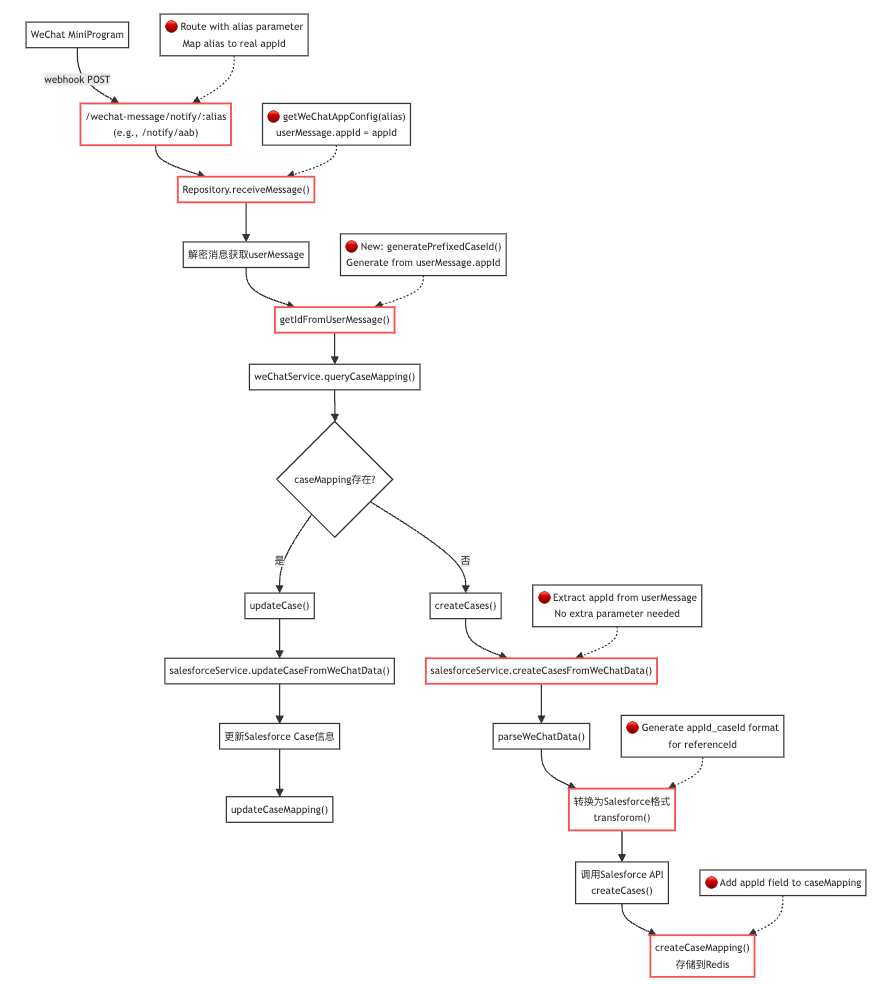 WeChat MiniProgram
Route with alias parameter
Map alias to real appId
webhook POST
/wechat-message/notify/:alias
(e.g., /notify/aab)
getWeChatAppConfig(alias)
userMessage.appId = appId
Repository.receiveMessage()
解密消息获取userMessage
New: generatePrefixedCaseId()
Generate from userMessage.appId
getIdFromUserMessage()
weChatService.queryCaseMapping()
caseMapping存在?
是
否
updateCase()
createCases()
Extract appId from userMessage
No extra parameter needed
salesforceService.updateCaseFromWeChatData()
salesforceService.createCasesFromWeChatData()
更新Salesforce Case信息
parseWeChatData()
Generate appId_caseId format
for referenceId
updateCaseMapping()
转换为Salesforce格式
transforom()
调用Salesforce API
createCases()
Add appId field to caseMapping
createCaseMapping()
存储到Redis